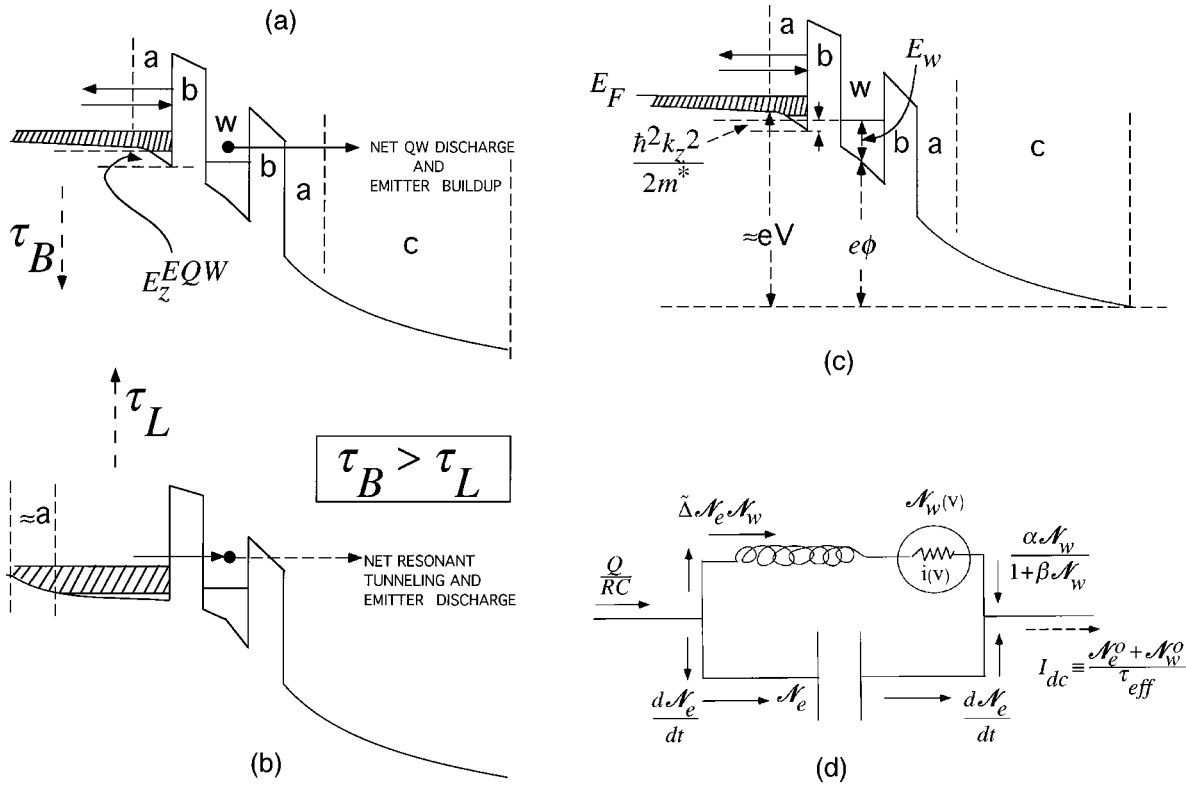 (a)
a
b
w
b
a
c
NET QW DISCHARGE
AND
EMITTER BUILDUP
τ_B
E_z^{EQW}
τ_L
τ_B > τ_L
≈a
NET RESONANT
TUNNELING AND
EMITTER DISCHARGE
(b)
a
b
E_w
w
E_F
b
a
c
ħ²k_z²
2m*
≈eV
eφ
(c)
𝒩_w(V)
Δ̃𝒩_e𝒩_w
α𝒩_w
1+β𝒩_w
i(V)
Q
RC
I_dc ≡ 𝒩_e^o + 𝒩_w^o
τ_eff
d𝒩_e
dt
𝒩_e
d𝒩_e
dt
(d)